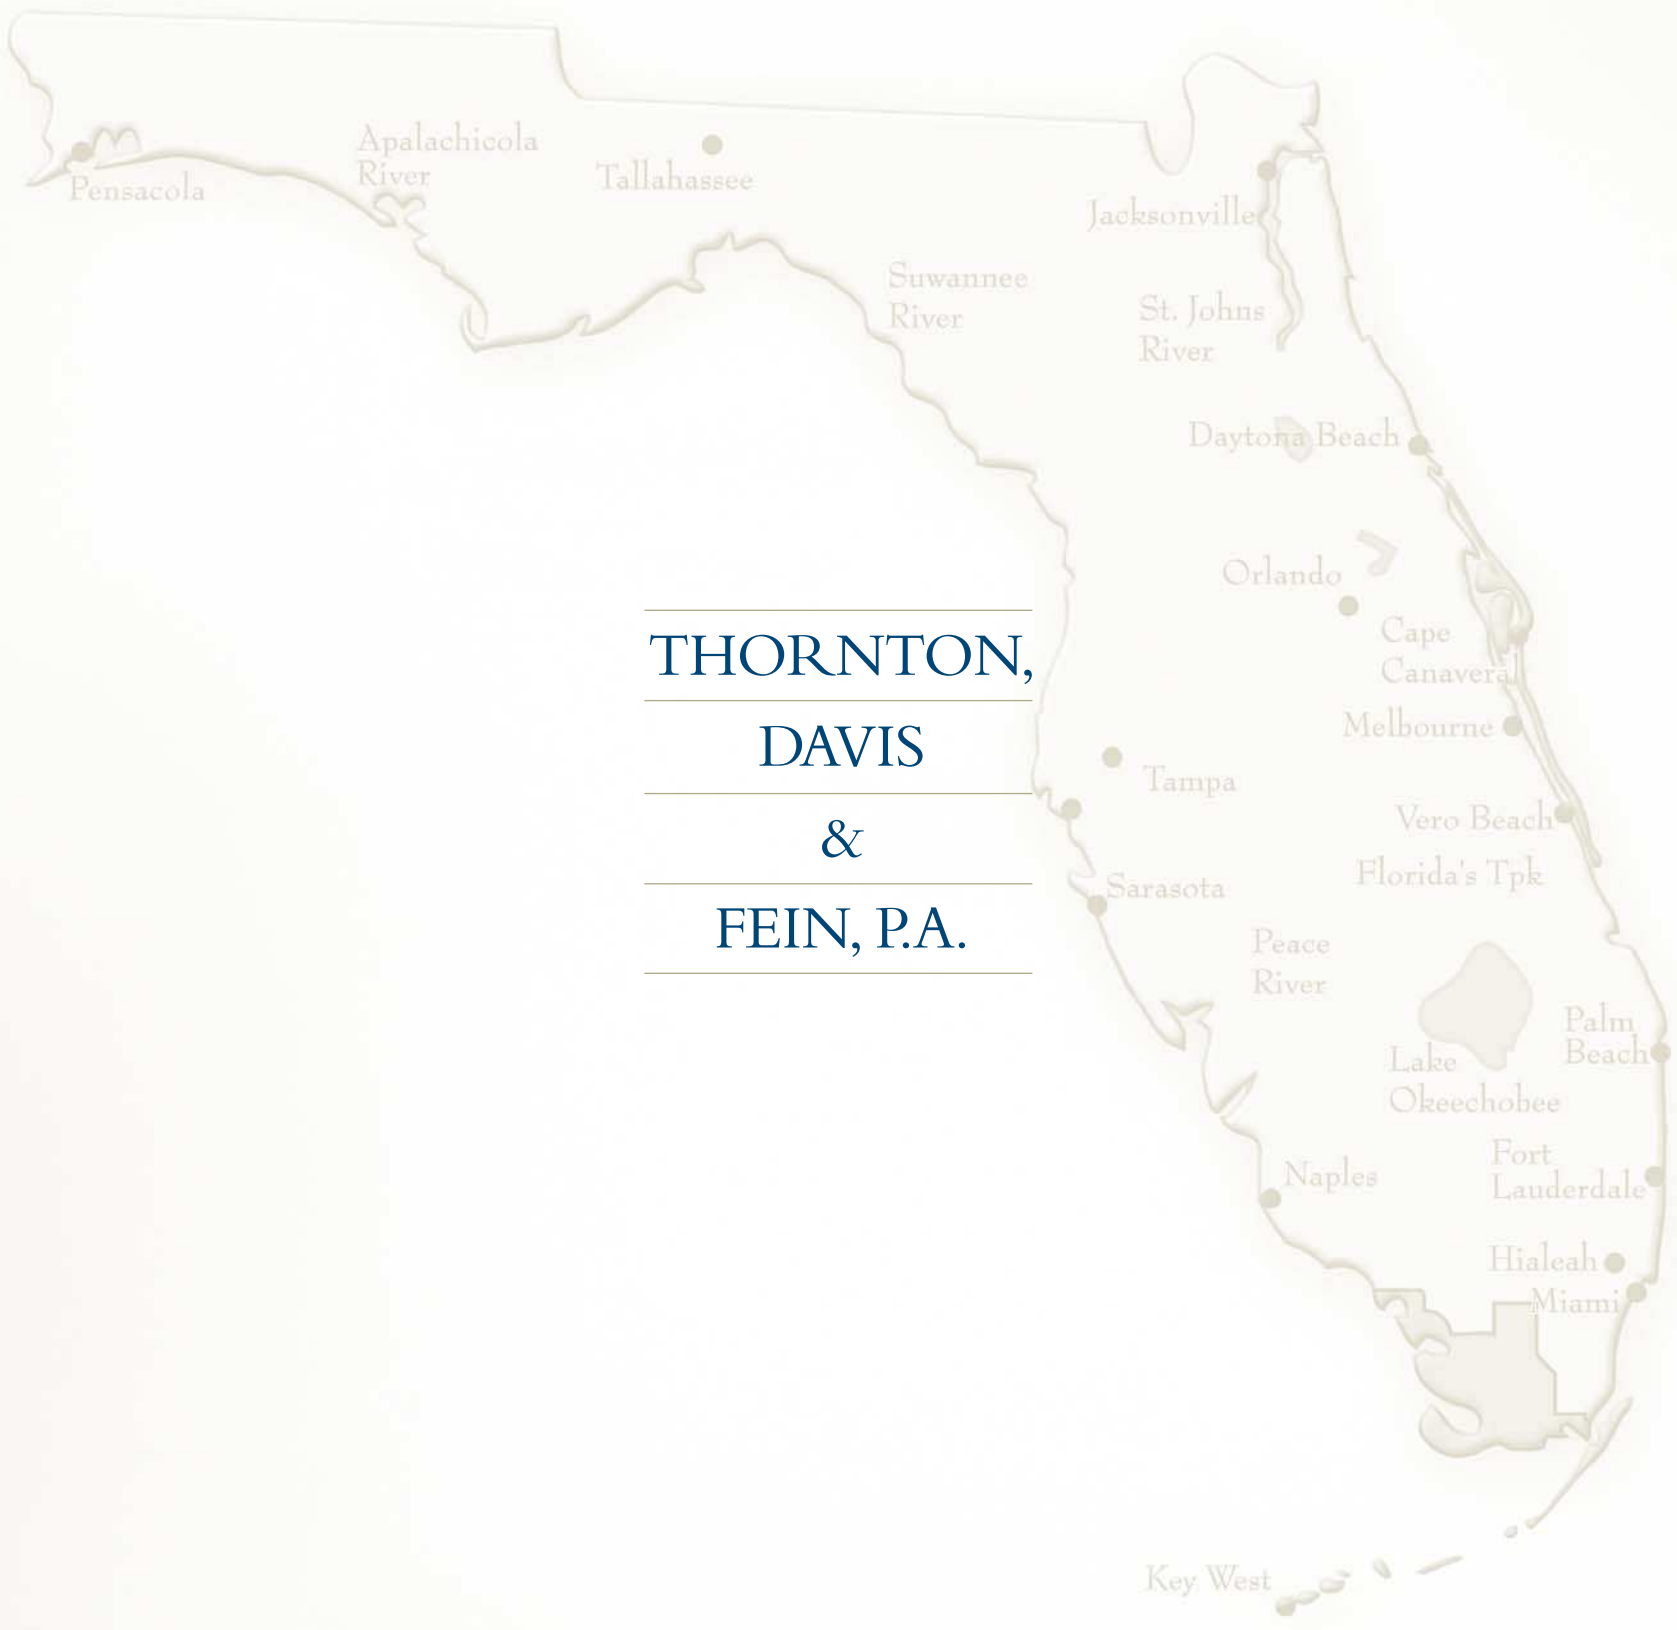 Apalachicola
River
Pensacola
Tallahassee
Jacksonville
Suwannee
River
St. Johns
River
Daytona Beach
Orlando
Cape
Canaveral
THORNTON,
DAVIS
&
FEIN, P.A.
Melbourne
Tampa
Vero Beach
Florida's Tpk
Sarasota
Peace
River
Palm
Beach
Lake
Okeechobee
Fort
Lauderdale
Naples
Hialeah
Miami
Key West